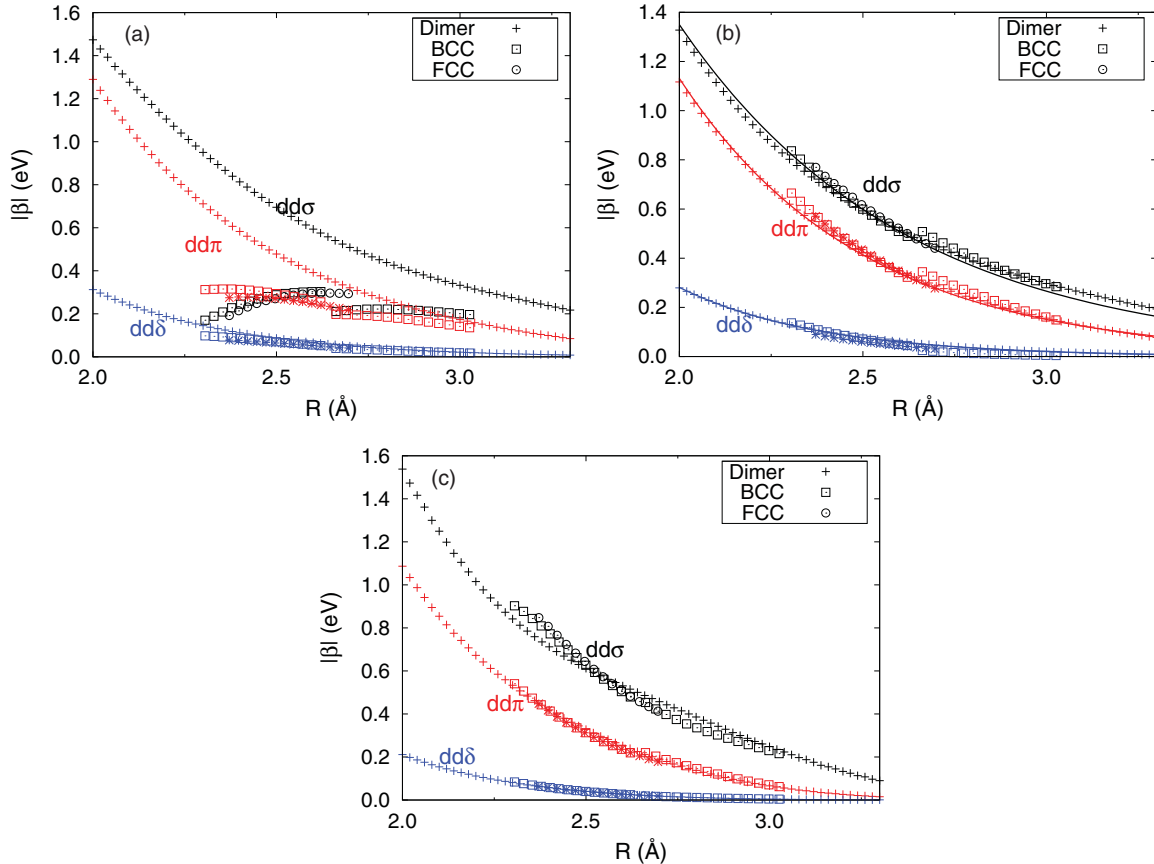 (a)
Dimer
BCC
FCC
1.6
1.4
1.2
1.0
0.8
0.6
0.4
0.2
0.0
|β| (eV)
ddσ
ddπ
ddδ
2.0 2.5 3.0
R (Å)
(b)
Dimer
BCC
FCC
1.4
1.2
1.0
0.8
0.6
0.4
0.2
0.0
|β| (eV)
ddσ
ddπ
ddδ
2.0 2.5 3.0
R (Å)
(c)
Dimer
BCC
FCC
1.6
1.4
1.2
1.0
0.8
0.6
0.4
0.2
0.0
|β| (eV)
ddσ
ddπ
ddδ
2.0 2.5 3.0
R (Å)